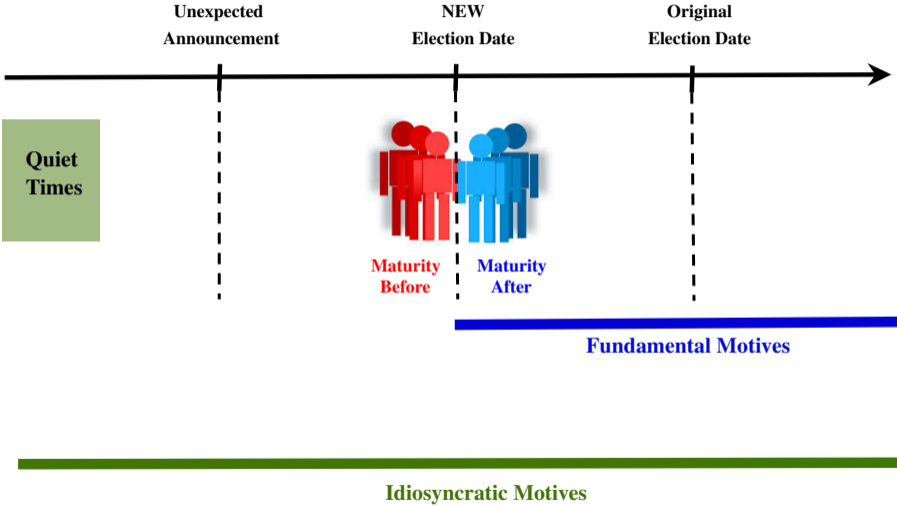 Unexpected
Announcement
NEW
Election Date
Original
Election Date
Quiet
Times
Maturity
Before
Maturity
After
Fundamental Motives
Idiosyncratic Motives